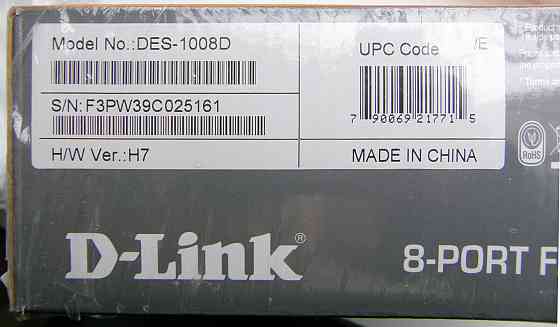 Model No.:DES-1008D
UPC Code /E
S/N:F3PW39C025161
7 90069 21771 5
H/W Ver.:H7
MADE IN CHINA
RoHS
D-Link®
8-PORT F